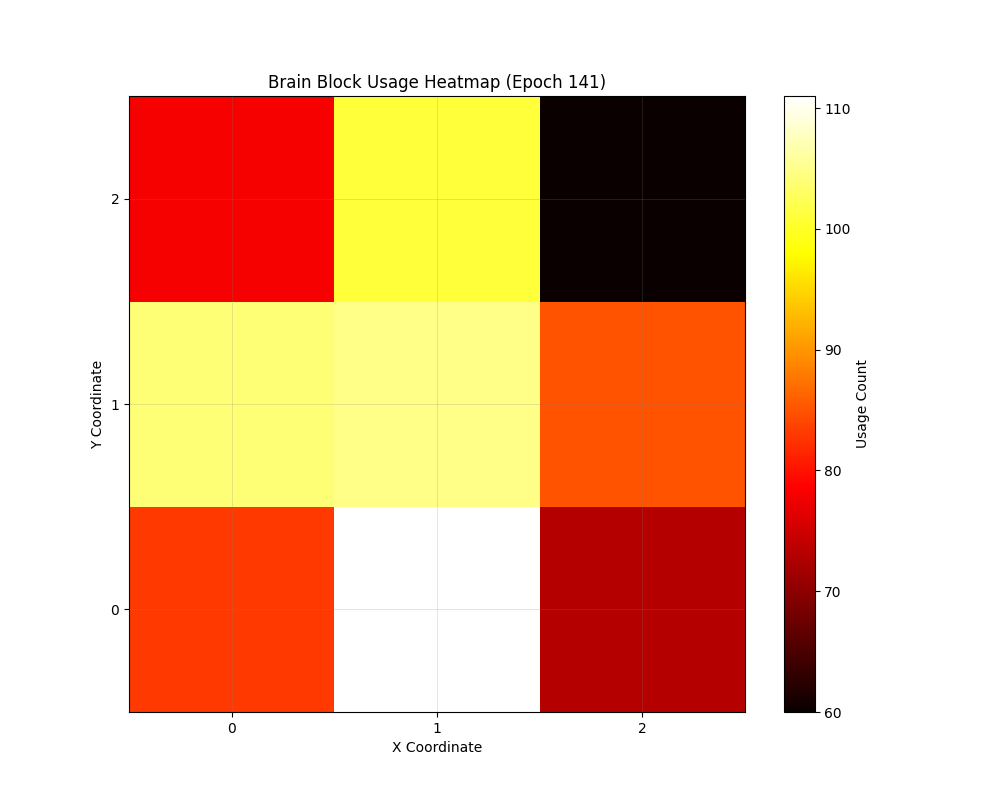 Brain Block Usage Heatmap (Epoch 141)
2
1
0
Y Coordinate
0 1 2
X Coordinate
110
100
90
80
70
60
Usage Count